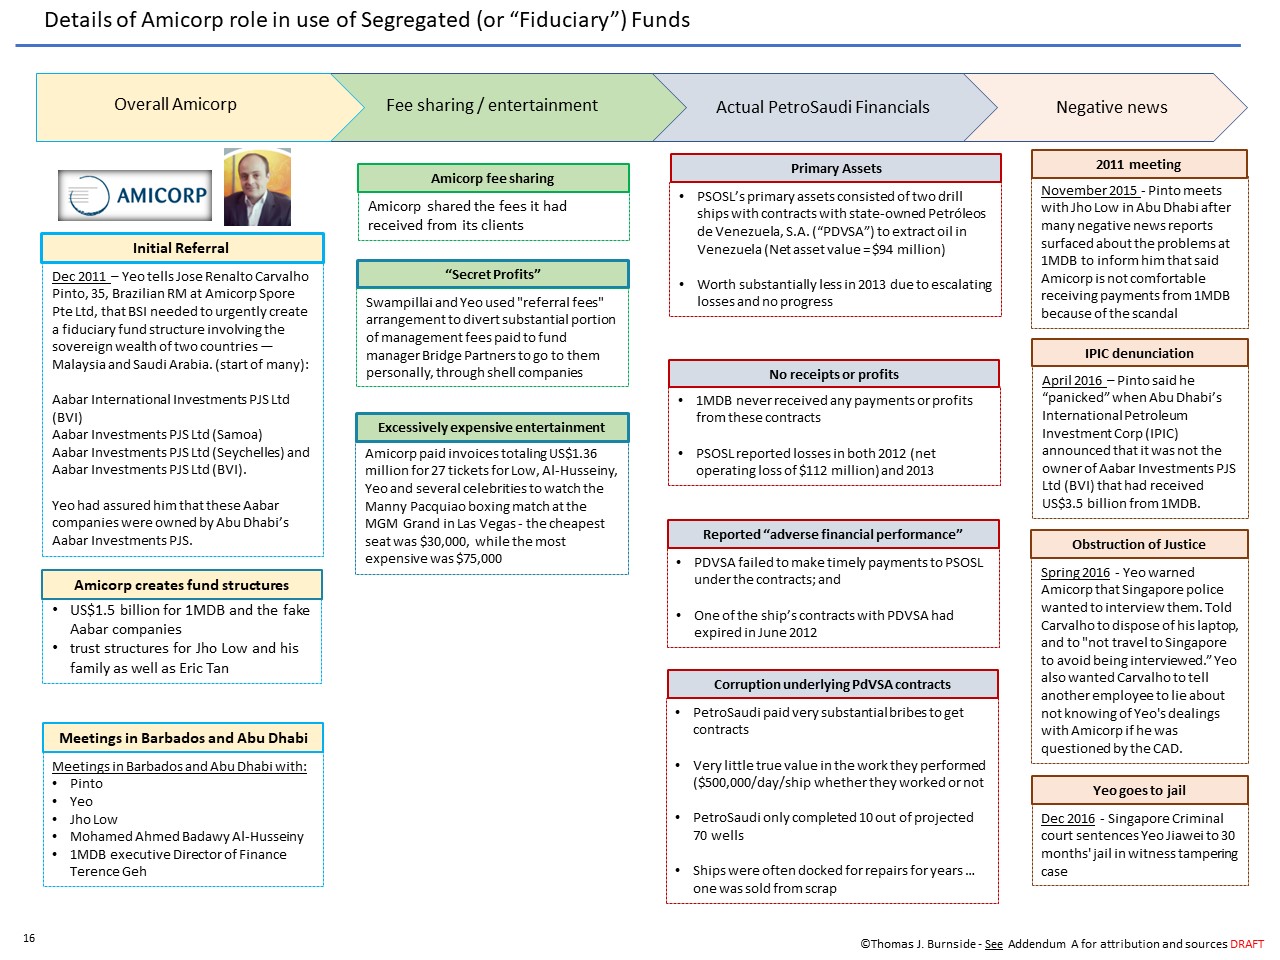 Details of Amicorp role in use of Segregated (or “Fiduciary”) Funds
Overall Amicorp
Fee sharing / entertainment
Actual PetroSaudi Financials
Negative news
AMICORP
Initial Referral
Dec 2011 – Yeo tells Jose Renalto Carvalho
Pinto, 35, Brazilian RM at Amicorp Spore
Pte Ltd, that BSI needed to urgently create
a fiduciary fund structure involving the
sovereign wealth of two countries —
Malaysia and Saudi Arabia. (start of many):
Aabar International Investments PJS Ltd
(BVI)
Aabar Investments PJS Ltd (Samoa)
Aabar Investments PJS Ltd (Seychelles) and
Aabar Investments PJS Ltd (BVI).
Yeo had assured him that these Aabar
companies were owned by Abu Dhabi’s
Aabar Investments PJS.
Amicorp creates fund structures
• US$1.5 billion for 1MDB and the fake
Aabar companies
• trust structures for Jho Low and his
family as well as Eric Tan
Meetings in Barbados and Abu Dhabi
Meetings in Barbados and Abu Dhabi with:
• Pinto
• Yeo
• Jho Low
• Mohamed Ahmed Badawy Al-Husseiny
• 1MDB executive Director of Finance
Terence Geh
Amicorp fee sharing
Amicorp shared the fees it had
received from its clients
“Secret Profits”
Swampillai and Yeo used "referral fees"
arrangement to divert substantial portion
of management fees paid to fund
manager Bridge Partners to go to them
personally, through shell companies
Excessively expensive entertainment
Amicorp paid invoices totaling US$1.36
million for 27 tickets for Low, Al-Husseiny,
Yeo and several celebrities to watch the
Manny Pacquiao boxing match at the
MGM Grand in Las Vegas - the cheapest
seat was $30,000, while the most
expensive was $75,000
Primary Assets
• PSOSL’s primary assets consisted of two drill
ships with contracts with state-owned Petróleos
de Venezuela, S.A. (“PDVSA”) to extract oil in
Venezuela (Net asset value = $94 million)
• Worth substantially less in 2013 due to escalating
losses and no progress
No receipts or profits
• 1MDB never received any payments or profits
from these contracts
• PSOSL reported losses in both 2012 (net
operating loss of $112 million) and 2013
Reported “adverse financial performance”
• PDVSA failed to make timely payments to PSOSL
under the contracts; and
• One of the ship’s contracts with PDVSA had
expired in June 2012
Corruption underlying PdVSA contracts
• PetroSaudi paid very substantial bribes to get
contracts
• Very little true value in the work they performed
($500,000/day/ship whether they worked or not
• PetroSaudi only completed 10 out of projected
70 wells
• Ships were often docked for repairs for years ...
one was sold from scrap
2011 meeting
November 2015 - Pinto meets
with Jho Low in Abu Dhabi after
many negative news reports
surfaced about the problems at
1MDB to inform him that said
Amicorp is not comfortable
receiving payments from 1MDB
because of the scandal
IPIC denunciation
April 2016 – Pinto said he
“panicked” when Abu Dhabi’s
International Petroleum
Investment Corp (IPIC)
announced that it was not the
owner of Aabar Investments PJS
Ltd (BVI) that had received
US$3.5 billion from 1MDB.
Obstruction of Justice
Spring 2016 - Yeo warned
Amicorp that Singapore police
wanted to interview them. Told
Carvalho to dispose of his laptop,
and to "not travel to Singapore
to avoid being interviewed.” Yeo
also wanted Carvalho to tell
another employee to lie about
not knowing of Yeo's dealings
with Amicorp if he was
questioned by the CAD.
Yeo goes to jail
Dec 2016 - Singapore Criminal
court sentences Yeo Jiawei to 30
months' jail in witness tampering
case
16
©Thomas J. Burnside - See Addendum A for attribution and sources DRAFT